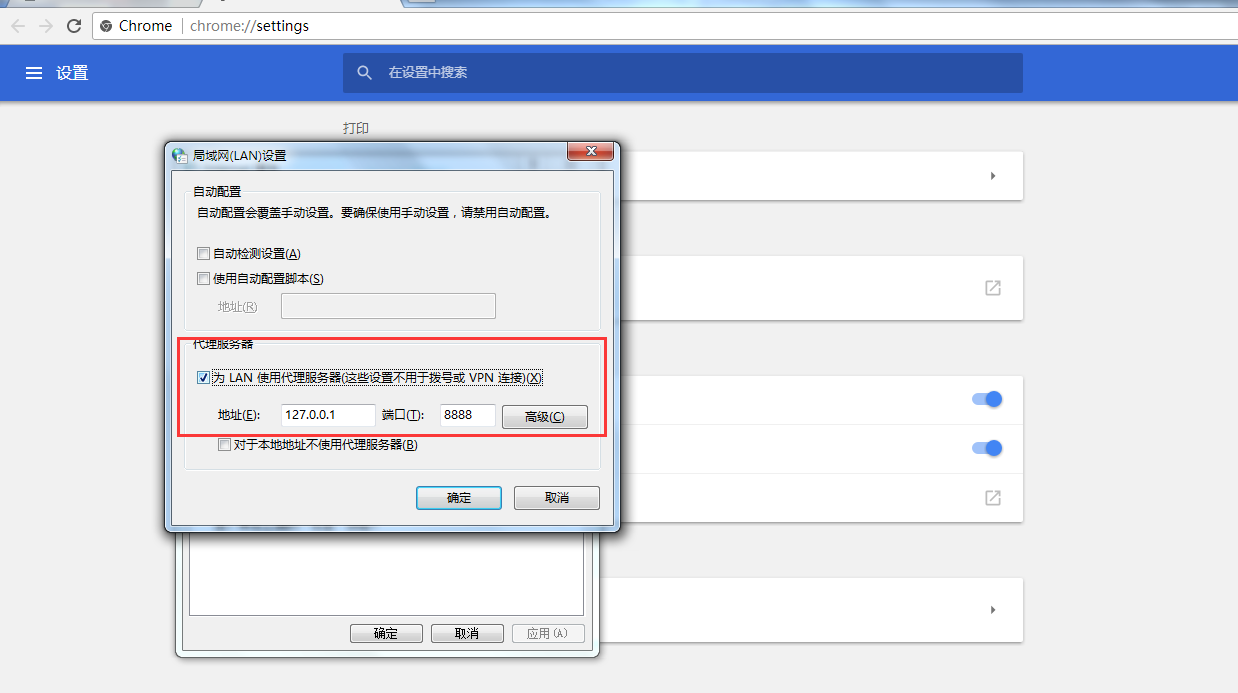 Chrome chrome://settings
设置
在设置中搜索
打印
局域网(LAN)设置
自动配置
自动配置会覆盖手动设置。要确保使用手动设置，请禁用自动配置。
自动检测设置(A)
使用自动配置脚本(S)
地址(R)
代理服务器
为 LAN 使用代理服务器(这些设置不用于拨号或 VPN 连接)(X)
地址(E): 127.0.0.1 端口(T): 8888 高级(C)
对于本地地址不使用代理服务器(B)
确定 取消
确定 取消 应用(A)